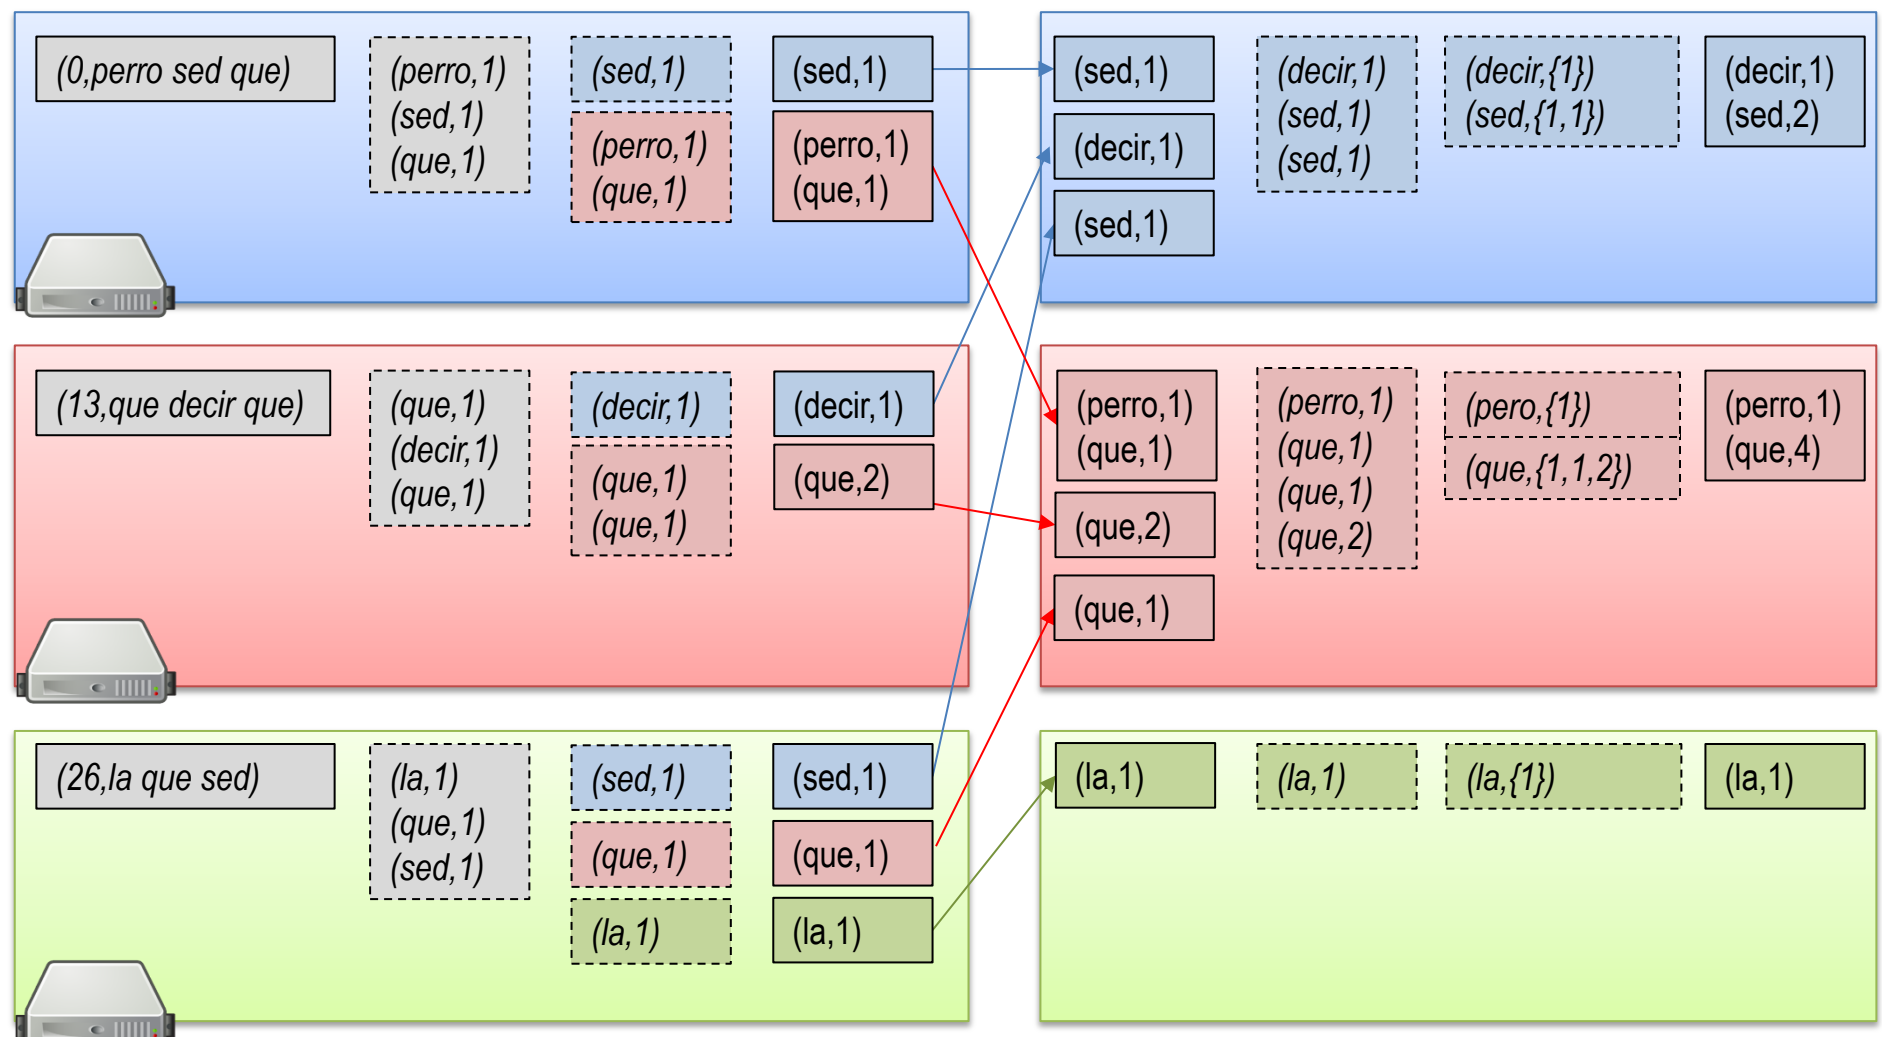 (0,perro sed que)
(perro,1)
(sed,1)
(que,1)
(sed,1)
(perro,1)
(que,1)
(sed,1)
(perro,1)
(que,1)
(sed,1)
(decir,1)
(sed,1)
(decir,1)
(sed,1)
(sed,1)
(decir,{1})
(sed,{1,1})
(decir,1)
(sed,2)
(13,que decir que)
(que,1)
(decir,1)
(que,1)
(decir,1)
(que,1)
(que,1)
(decir,1)
(que,2)
(perro,1)
(que,1)
(que,2)
(que,1)
(perro,1)
(que,1)
(que,1)
(que,2)
(pero,{1})
(que,{1,1,2})
(perro,1)
(que,4)
(26,la que sed)
(la,1)
(que,1)
(sed,1)
(sed,1)
(que,1)
(la,1)
(sed,1)
(que,1)
(la,1)
(la,1)
(la,1)
(la,{1})
(la,1)